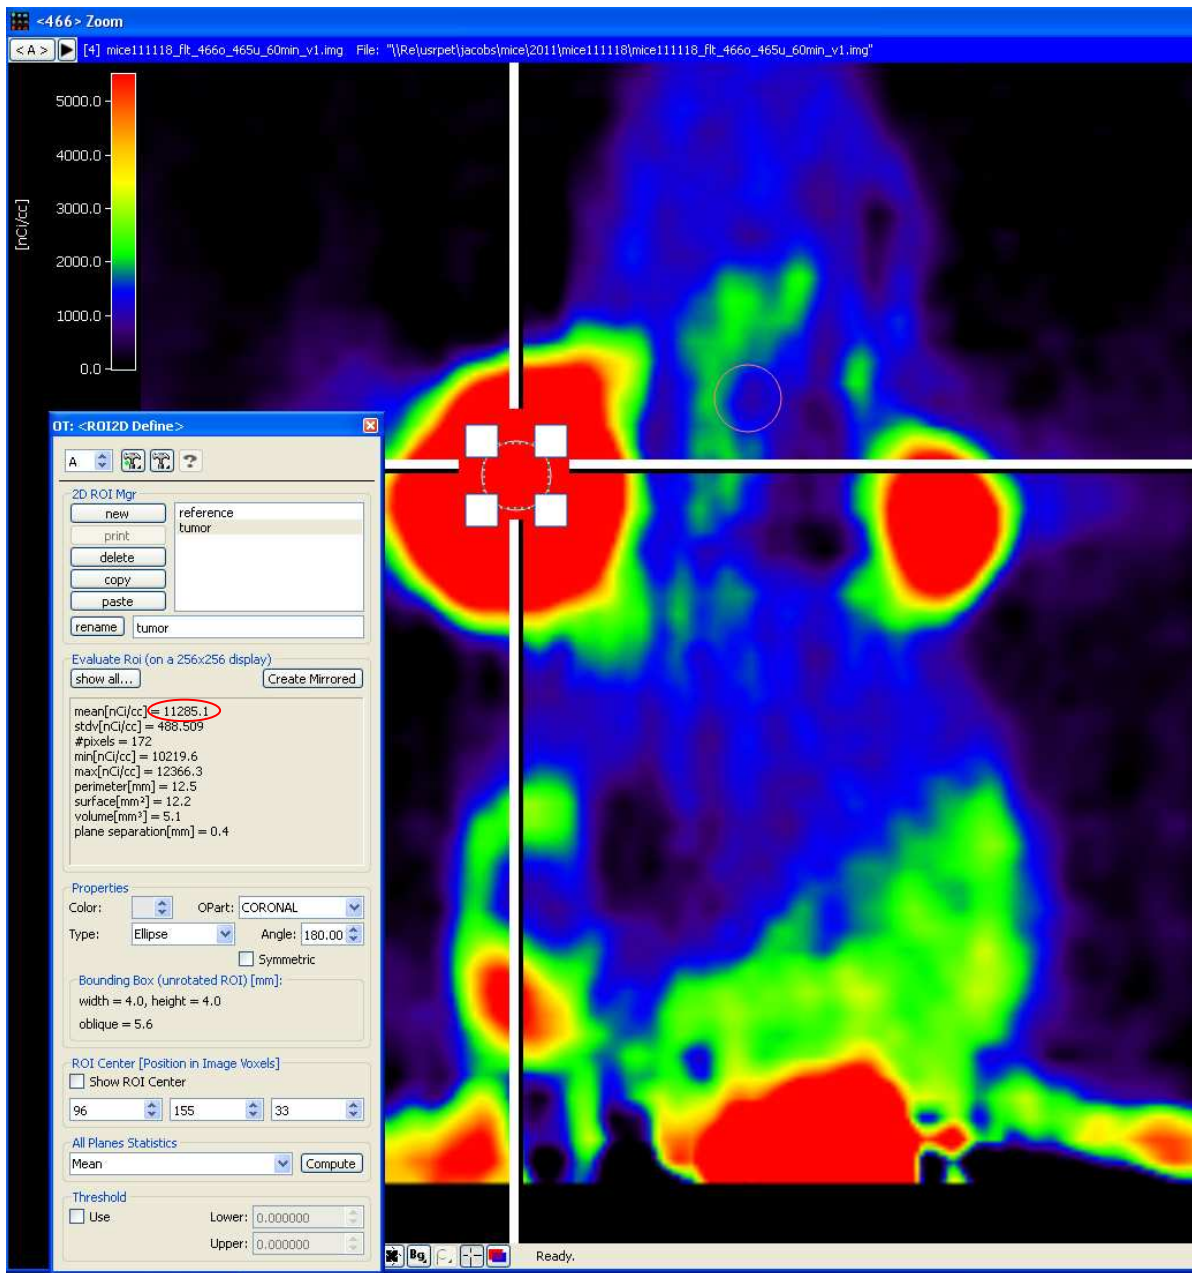 <466> Zoom
< A > [4] mice111118_flt_466o_465u_60min_v1.img File: "\\Re\usrpet\jacobs\mice\2011\mice111118\mice111118_flt_466o_465u_60min_v1.img"
5000.0
4000.0
3000.0
[nCi/cc]
2000.0
1000.0
0.0
OT: <ROI2D Define>
A ?
2D ROI Mgr
new
reference
print
tumor
delete
copy
paste
rename tumor
Evaluate Roi (on a 256x256 display)
show all... Create Mirrored
mean[nCi/cc] = 11285.1
stdv[nCi/cc] = 488.509
#pixels = 172
min[nCi/cc] = 10219.6
max[nCi/cc] = 12366.3
perimeter[mm] = 12.5
surface[mm²] = 12.2
volume[mm³] = 5.1
plane separation[mm] = 0.4
Properties
Color: OPart: CORONAL
Type: Ellipse Angle: 180.00
Symmetric
Bounding Box (unrotated ROI) [mm]:
width = 4.0, height = 4.0
oblique = 5.6
ROI Center [Position in Image Voxels]
Show ROI Center
96 155 33
All Planes Statistics
Mean Compute
Threshold
Use Lower: 0.000000
Upper: 0.000000
Bg Ready.